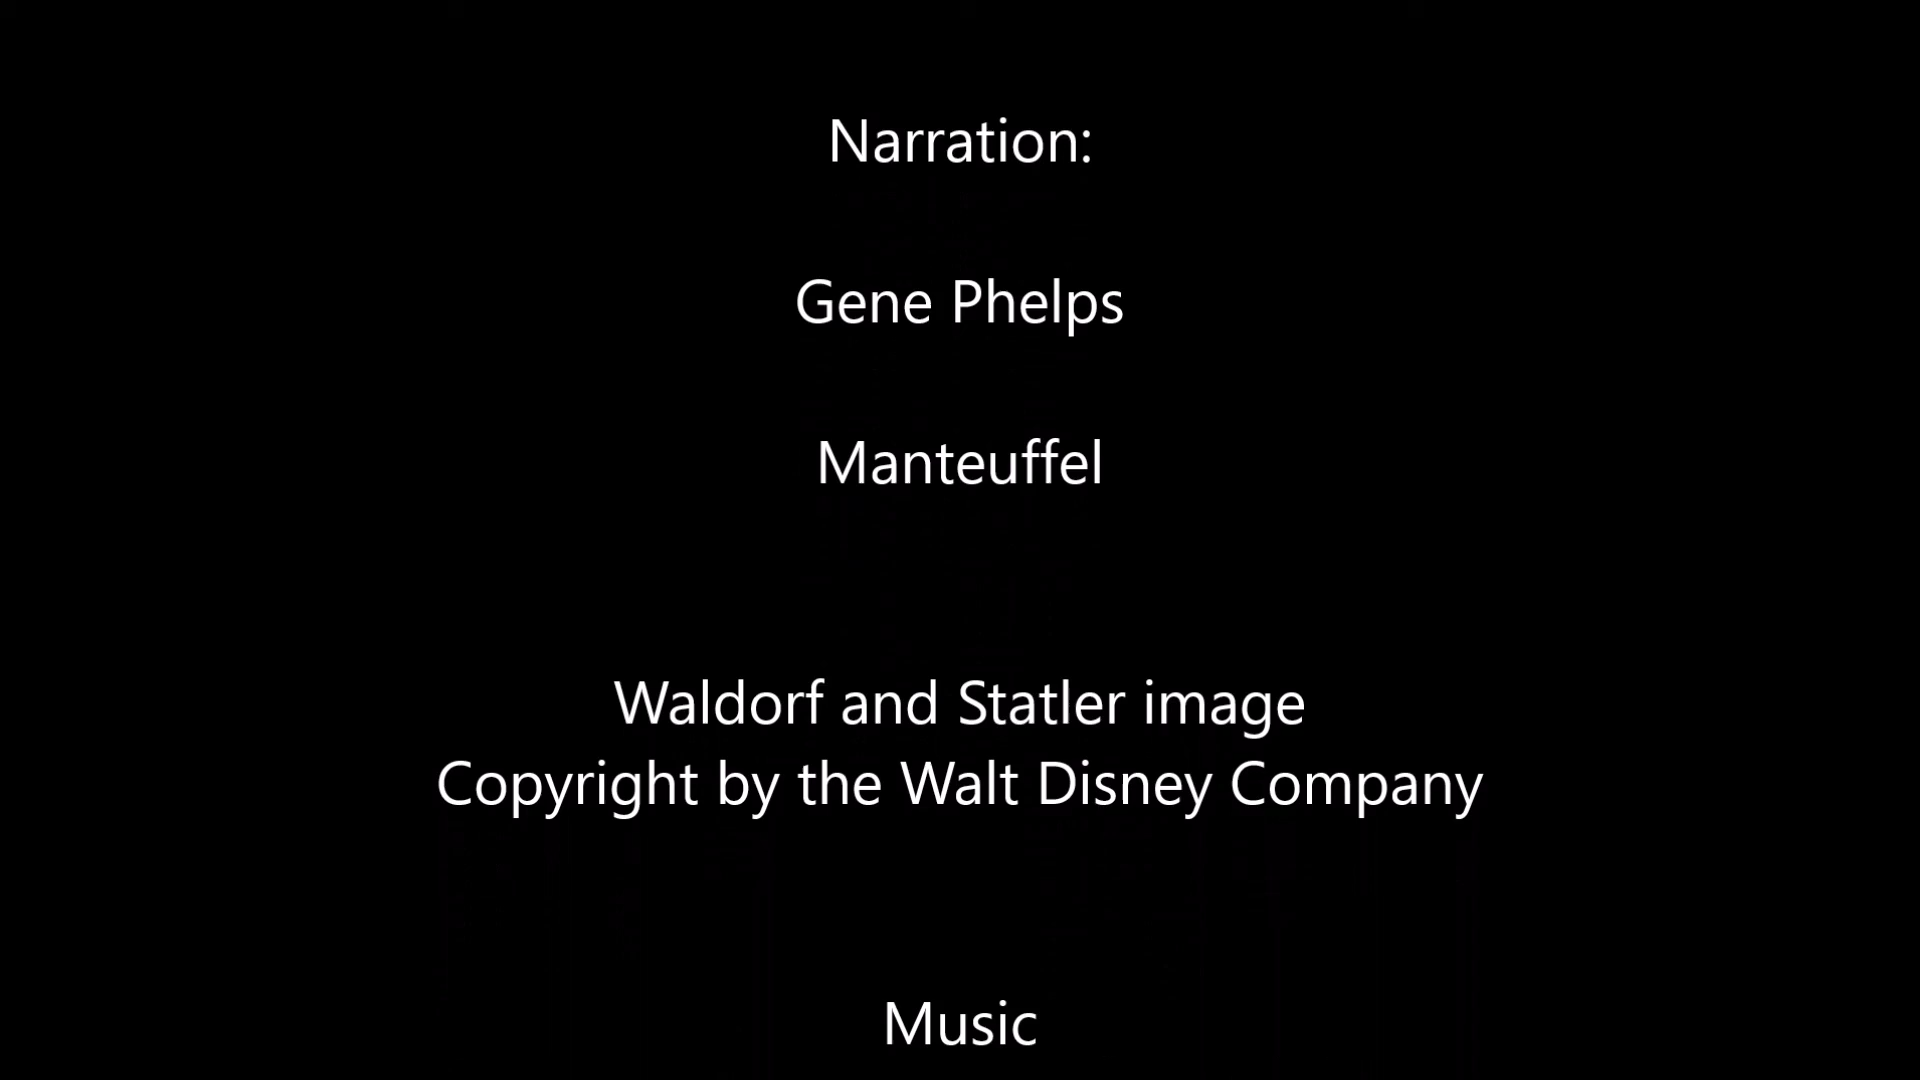 Narration:
Gene Phelps
Manteuffel
Waldorf and Statler image
Copyright by the Walt Disney Company
Music